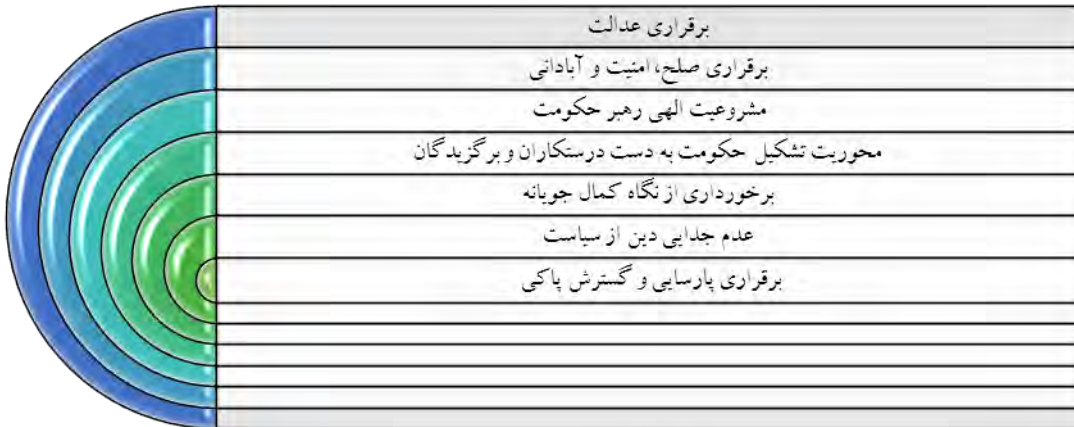 برقراری عدالت
برقراری صلح، امنیت و آبادانی
مشروعیت الهی رهبر حکومت
محوریت تشکیل حکومت به دست درستکاران و برگزیدگان
برخورداری از نگاه کمال جویانه
عدم جدایی دین از سیاست
برقراری پارسایی و گسترش پاکی